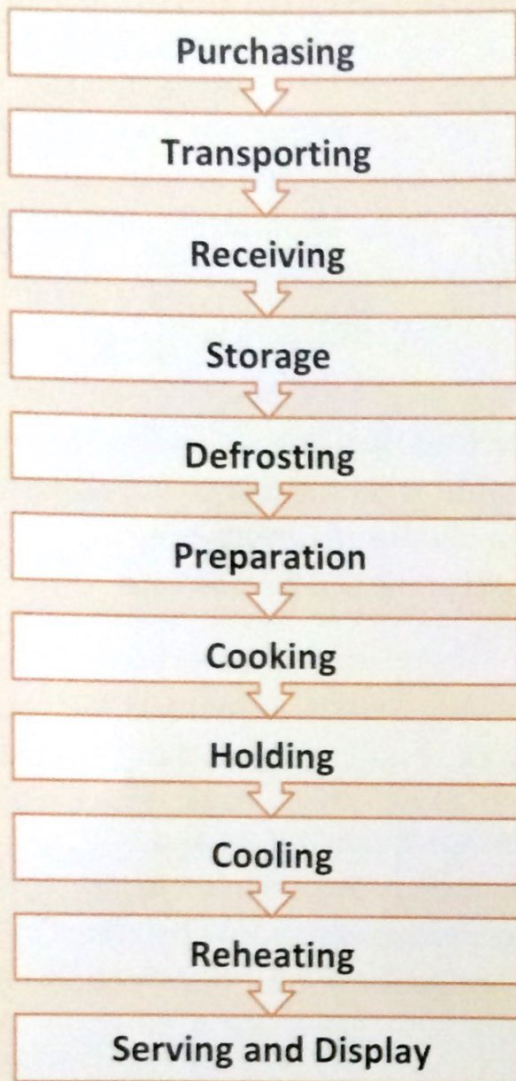 Purchasing
Transporting
Receiving
Storage
Defrosting
Preparation
Cooking
Holding
Cooling
Reheating
Serving and Display